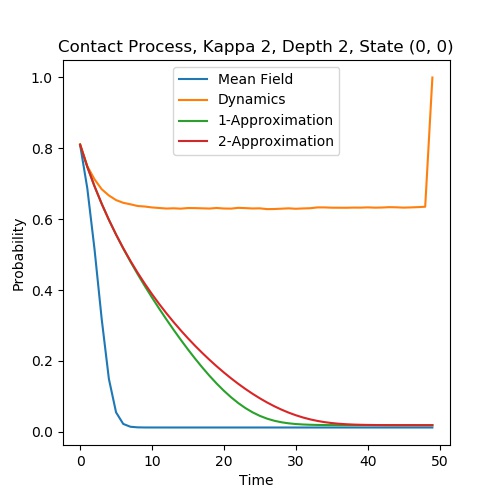 Contact Process, Kappa 2, Depth 2, State (0, 0)
Mean Field
Dynamics
1-Approximation
2-Approximation
1.0
0.8
0.6
0.4
0.2
0.0
Probability
0 10 20 30 40 50
Time